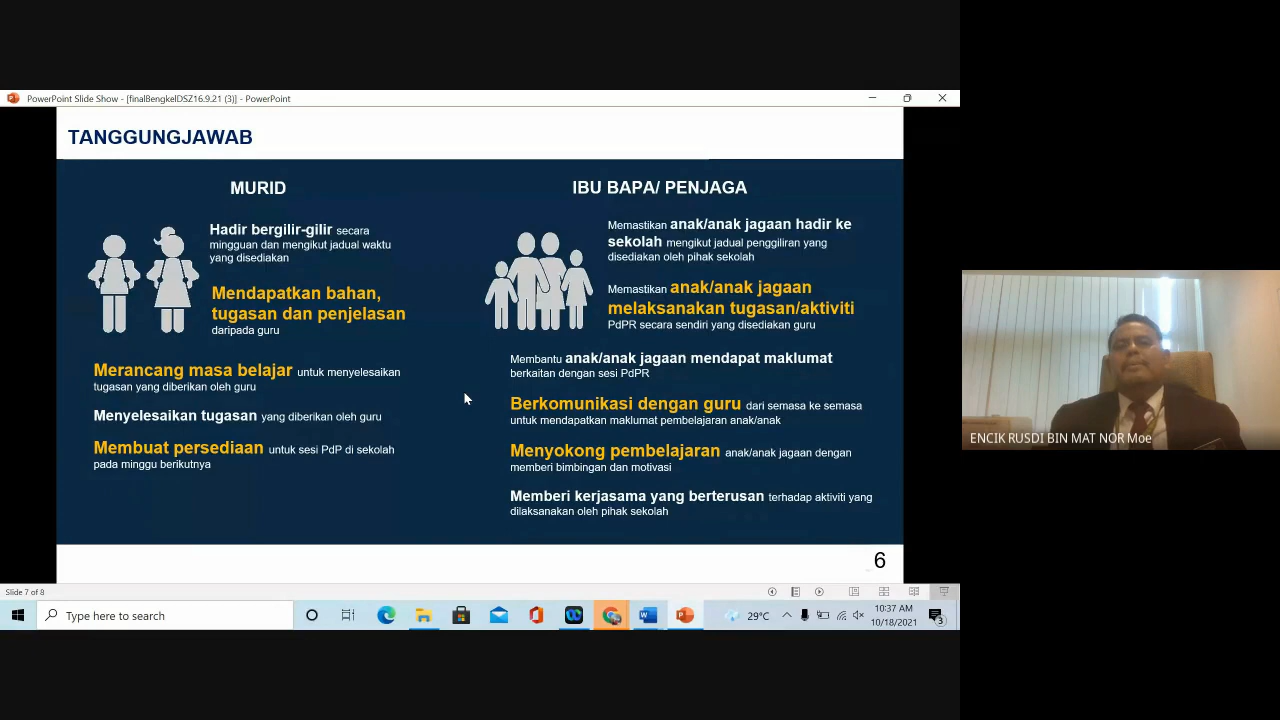 PowerPoint Slide Show - [finalBengkelDSZ16.9.21 (3)] - PowerPoint
TANGGUNGJAWAB
MURID
Hadir bergilir-gilir secara
mingguan dan mengikut jadual waktu
yang disediakan
Mendapatkan bahan,
tugasan dan penjelasan
daripada guru
Merancang masa belajar untuk menyelesaikan
tugasan yang diberikan oleh guru
Menyelesaikan tugasan yang diberikan oleh guru
Membuat persediaan untuk sesi PdP di sekolah
pada minggu berikutnya
IBU BAPA/ PENJAGA
Memastikan anak/anak jagaan hadir ke
sekolah mengikut jadual penggiliran yang
disediakan oleh pihak sekolah
Memastikan anak/anak jagaan
melaksanakan tugasan/aktiviti
PdPR secara sendiri yang disediakan guru
Membantu anak/anak jagaan mendapat maklumat
berkaitan dengan sesi PdPR
Berkomunikasi dengan guru dari semasa ke semasa
untuk mendapatkan maklumat pembelajaran anak/anak
Menyokong pembelajaran anak/anak jagaan dengan
memberi bimbingan dan motivasi
Memberi kerjasama yang berterusan terhadap aktiviti yang
dilaksanakan oleh pihak sekolah
6
ENCIK RUSDI BIN MAT NOR Moe
Slide 7 of 8
Type here to search
29°C
10:37 AM
10/18/2021
3